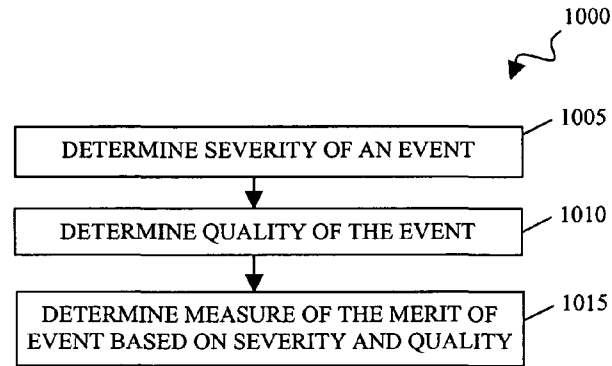 1000
1005
DETERMINE SEVERITY OF AN EVENT
1010
DETERMINE QUALITY OF THE EVENT
1015
DETERMINE MEASURE OF THE MERIT OF
EVENT BASED ON SEVERITY AND QUALITY